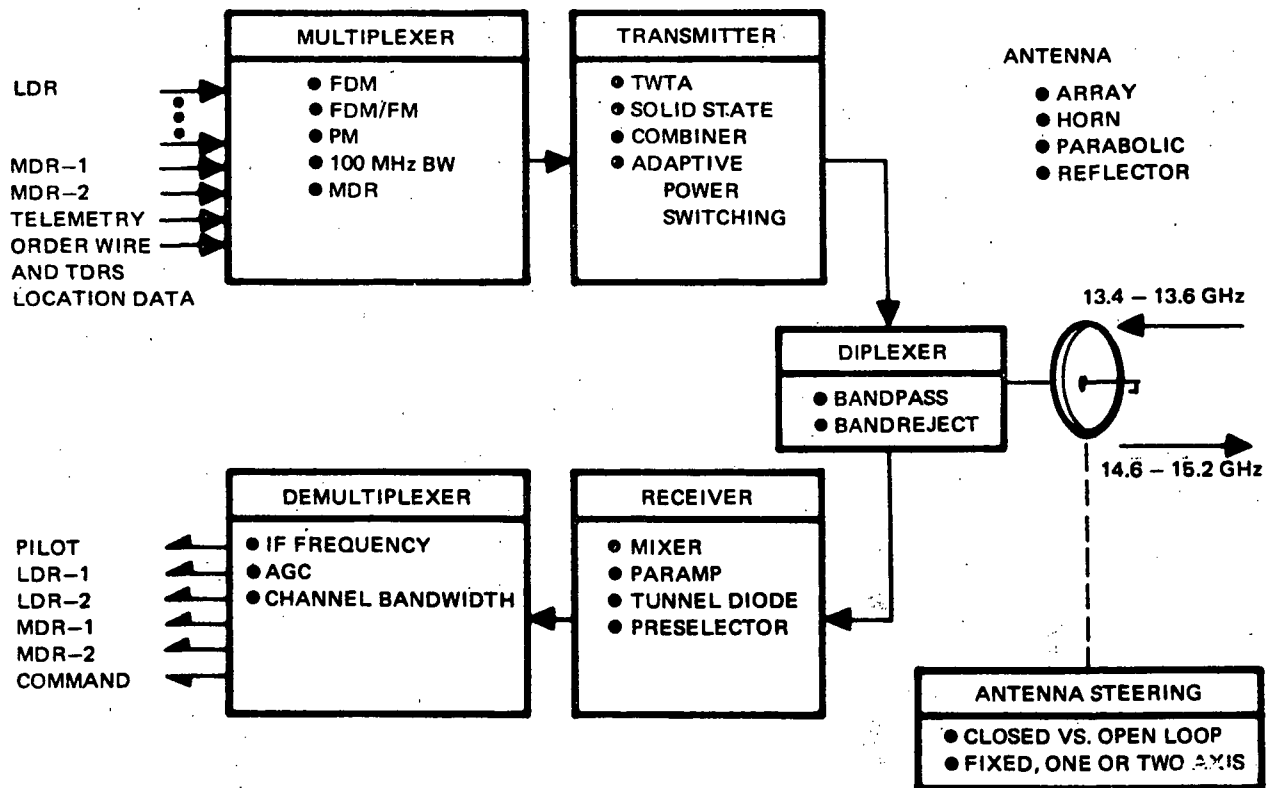 MULTIPLEXER
● FDM
● FDM/FM
● PM
● 100 MHz BW
● MDR
LDR
MDR-1
MDR-2
TELEMETRY
ORDER WIRE
AND TDRS
LOCATION DATA
TRANSMITTER
● TWTA
● SOLID STATE
● COMBINER
● ADAPTIVE
POWER
SWITCHING
ANTENNA
● ARRAY
● HORN
● PARABOLIC
● REFLECTOR
13.4 – 13.6 GHz
14.6 – 15.2 GHz
DIPLEXER
● BANDPASS
● BANDREJECT
DEMULTIPLEXER
● IF FREQUENCY
● AGC
● CHANNEL BANDWIDTH
PILOT
LDR-1
LDR-2
MDR-1
MDR-2
COMMAND
RECEIVER
● MIXER
● PARAMP
● TUNNEL DIODE
● PRESELECTOR
ANTENNA STEERING
● CLOSED VS. OPEN LOOP
● FIXED, ONE OR TWO AXIS